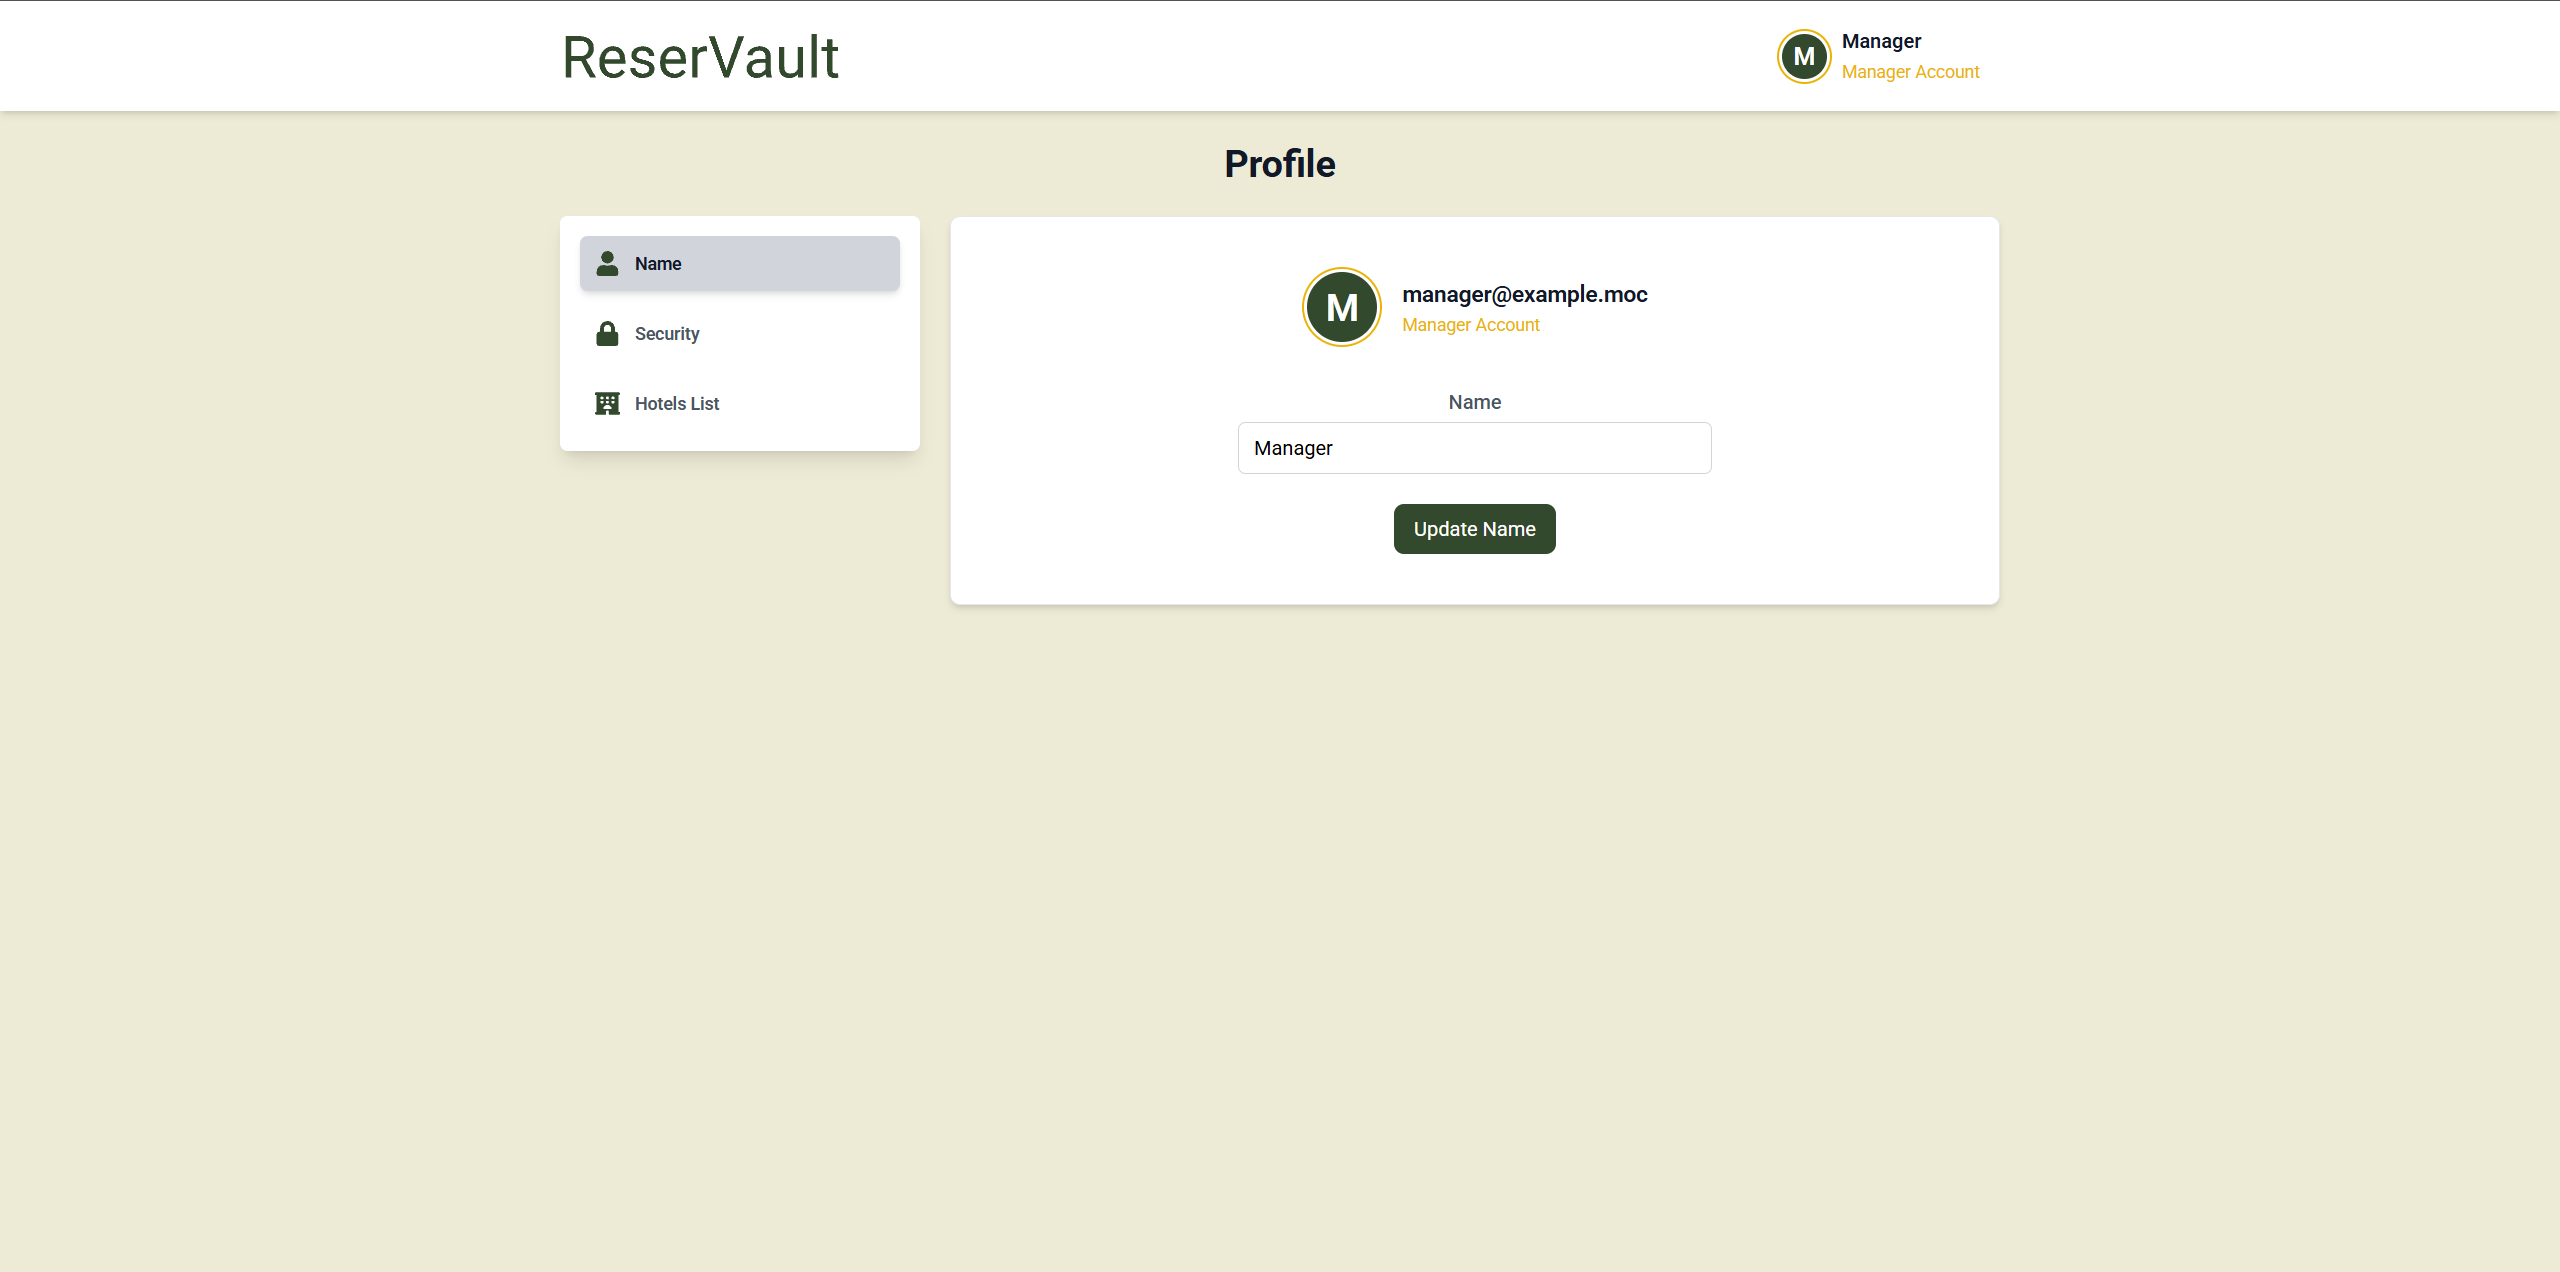 ReserVault
M
Manager
Manager Account
Profile
Name
Security
Hotels List
M
manager@example.moc
Manager Account
Name
Manager
Update Name